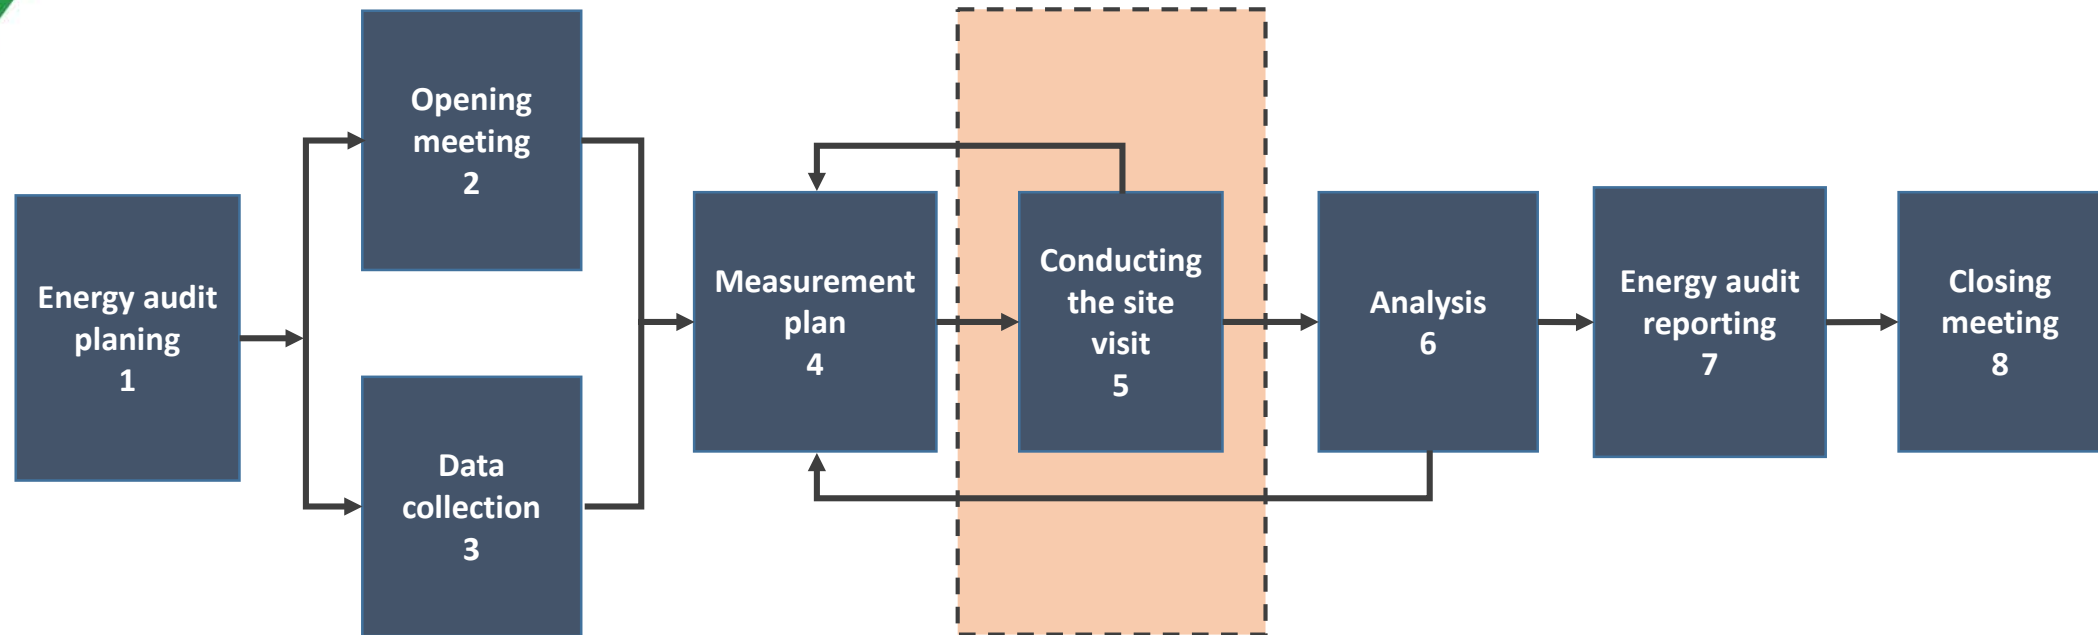 Energy audit
planing
1
Opening
meeting
2
Data
collection
3
Measurement
plan
4
Conducting
the site
visit
5
Analysis
6
Energy audit
reporting
7
Closing
meeting
8